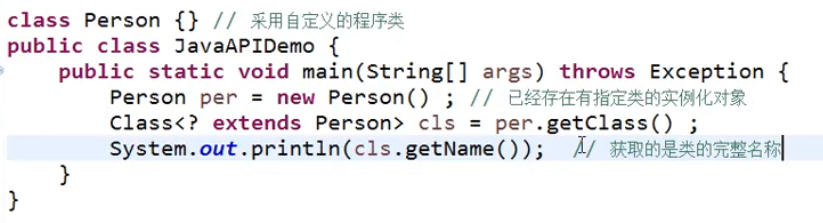 class Person {} // 采用自定义的程序类
public class JavaAPIDemo {
    public static void main(String[] args) throws Exception {
        Person per = new Person() ; // 已经存在有指定类的实例化对象
        Class<? extends Person> cls = per.getClass() ;
        System.out.println(cls.getName());  // 获取的是类的完整名称
    }
}